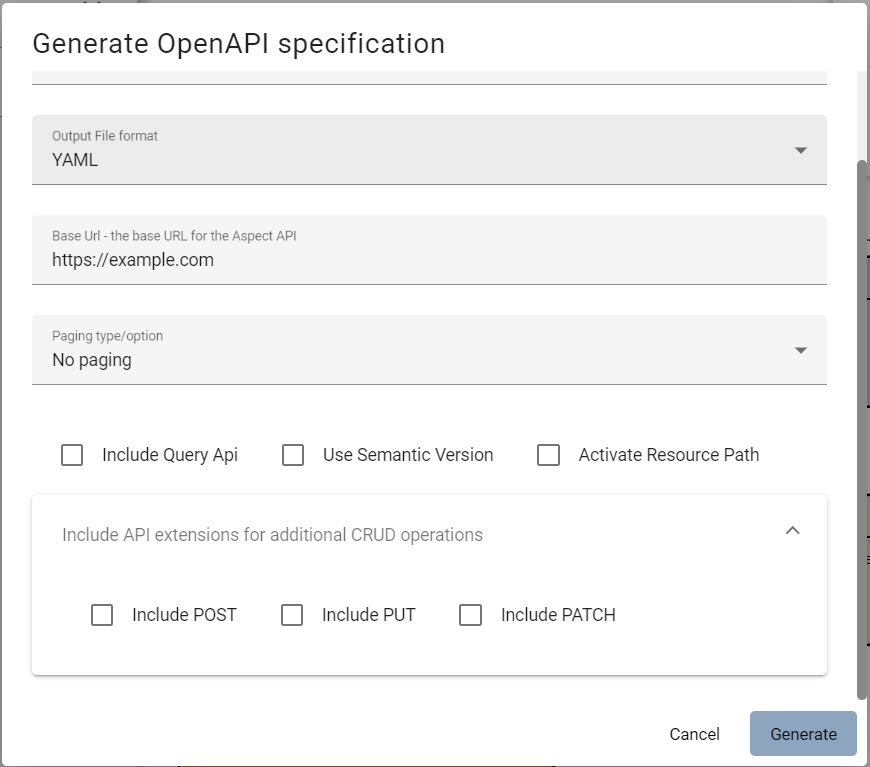 Generate OpenAPI specification
Output File format
YAML
Base Url - the base URL for the Aspect API
https://example.com
Paging type/option
No paging
Include Query Api Use Semantic Version Activate Resource Path
Include API extensions for additional CRUD operations
Include POST Include PUT Include PATCH
Cancel Generate